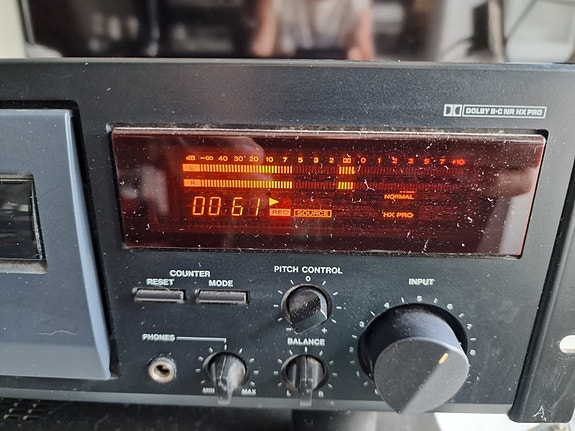 DOLBY B-C NR HX PRO
dB -∞ 40 30 20 10 7 5 3 2 0 1 2 3 5 7 +10
L
R
NORMAL
00:61 REC SOURCE HX PRO
COUNTER
RESET MODE
PITCH CONTROL
0
- +
INPUT
PHONES
MIN MAX
BALANCE
L R